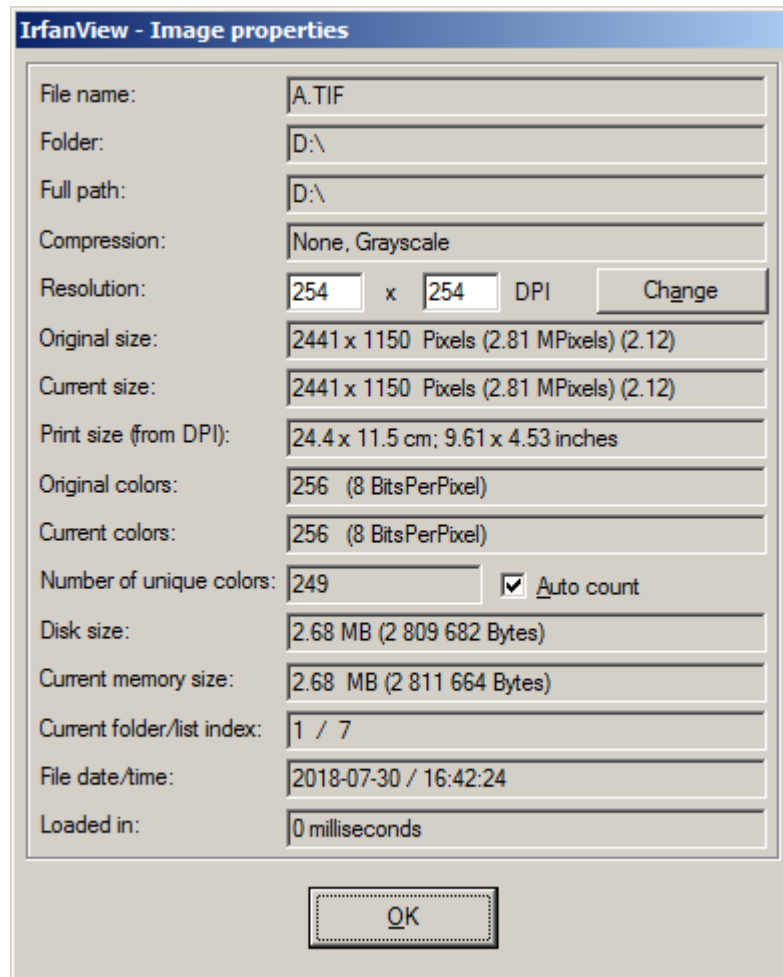 IrfanView - Image properties
File name: A.TIF
Folder: D:\
Full path: D:\
Compression: None, Grayscale
Resolution: 254 x 254 DPI Change
Original size: 2441 x 1150 Pixels (2.81 MPixels) (2.12)
Current size: 2441 x 1150 Pixels (2.81 MPixels) (2.12)
Print size (from DPI): 24.4 x 11.5 cm; 9.61 x 4.53 inches
Original colors: 256 (8 BitsPerPixel)
Current colors: 256 (8 BitsPerPixel)
Number of unique colors: 249 Auto count
Disk size: 2.68 MB (2 809 682 Bytes)
Current memory size: 2.68 MB (2 811 664 Bytes)
Current folder/list index: 1 / 7
File date/time: 2018-07-30 / 16:42:24
Loaded in: 0 milliseconds
OK